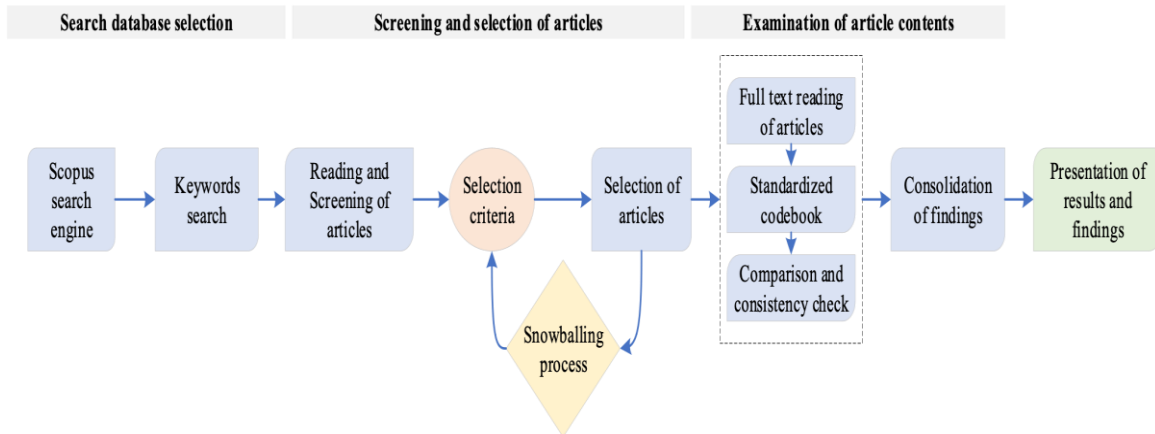 Search database selection
Screening and selection of articles
Examination of article contents
Scopus
search
engine
Keywords
search
Reading and
Screening of
articles
Selection
criteria
Selection of
articles
Snowballing
process
Full text reading
of articles
Standardized
codebook
Comparison and
consistency check
Consolidation
of findings
Presentation of
results and
findings